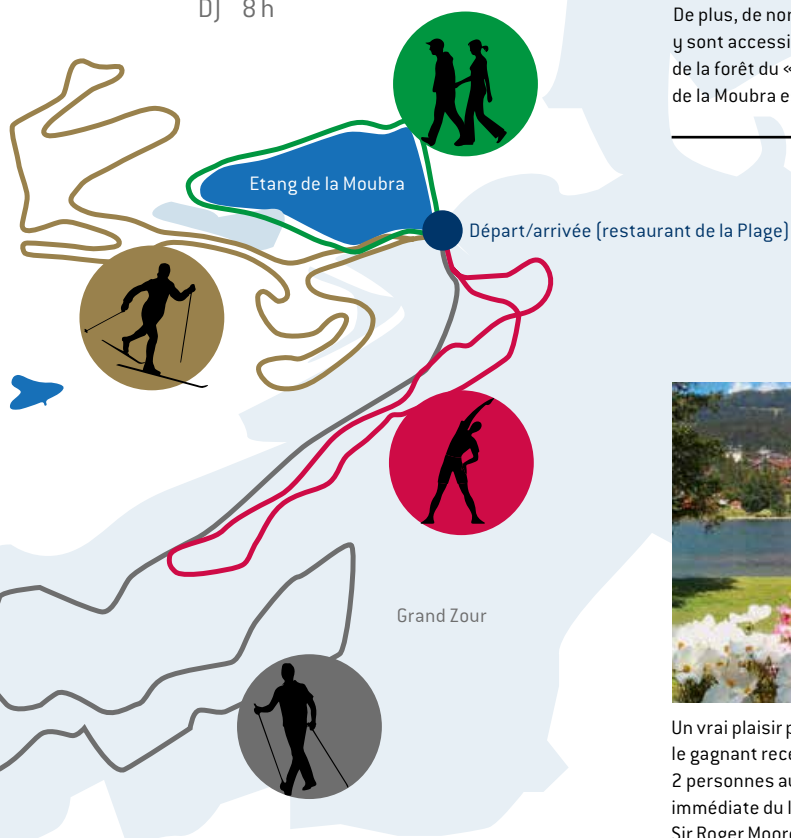 DJ 8 h
De plus, de nor
y sont accessi
de la forêt du «
de la Moubra e
Etang de la Moubra
Départ/arrivée (restaurant de la Plage)
Grand Zour
Un vrai plaisir p
le gagnant rece
2 personnes au
immédiate du l
Sir Roger Moore